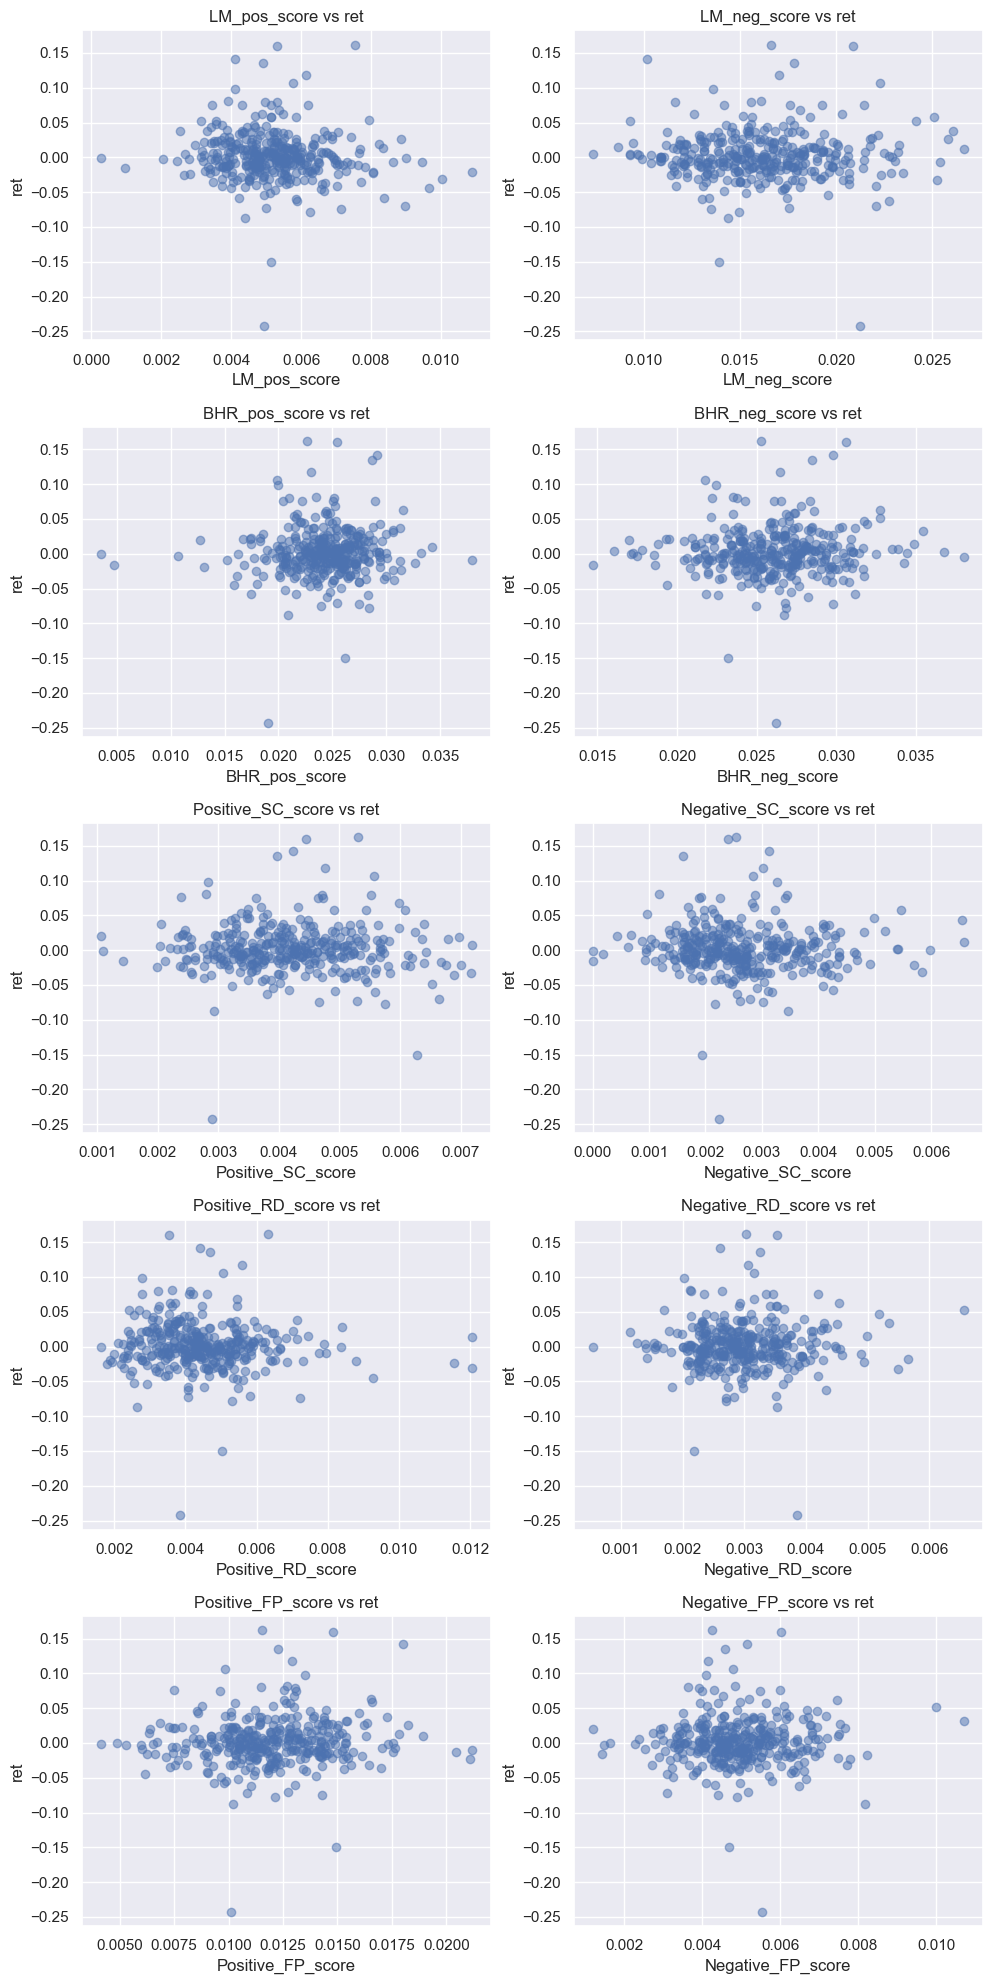 LM_pos_score vs ret
LM_neg_score vs ret
0.15
0.10
0.05
0.00
−0.05
−0.10
−0.15
−0.20
−0.25
ret
0.000 0.002 0.004 0.006 0.008 0.010
LM_pos_score
0.15
0.10
0.05
0.00
−0.05
−0.10
−0.15
−0.20
−0.25
ret
0.010 0.015 0.020 0.025
LM_neg_score
BHR_pos_score vs ret
BHR_neg_score vs ret
0.15
0.10
0.05
0.00
−0.05
−0.10
−0.15
−0.20
−0.25
ret
0.005 0.010 0.015 0.020 0.025 0.030 0.035
BHR_pos_score
0.15
0.10
0.05
0.00
−0.05
−0.10
−0.15
−0.20
−0.25
ret
0.015 0.020 0.025 0.030 0.035
BHR_neg_score
Positive_SC_score vs ret
Negative_SC_score vs ret
0.15
0.10
0.05
0.00
−0.05
−0.10
−0.15
−0.20
−0.25
ret
0.001 0.002 0.003 0.004 0.005 0.006 0.007
Positive_SC_score
0.15
0.10
0.05
0.00
−0.05
−0.10
−0.15
−0.20
−0.25
ret
0.000 0.001 0.002 0.003 0.004 0.005 0.006
Negative_SC_score
Positive_RD_score vs ret
Negative_RD_score vs ret
0.15
0.10
0.05
0.00
−0.05
−0.10
−0.15
−0.20
−0.25
ret
0.002 0.004 0.006 0.008 0.010 0.012
Positive_RD_score
0.15
0.10
0.05
0.00
−0.05
−0.10
−0.15
−0.20
−0.25
ret
0.001 0.002 0.003 0.004 0.005 0.006
Negative_RD_score
Positive_FP_score vs ret
Negative_FP_score vs ret
0.15
0.10
0.05
0.00
−0.05
−0.10
−0.15
−0.20
−0.25
ret
0.0050 0.0075 0.0100 0.0125 0.0150 0.0175 0.0200
Positive_FP_score
0.15
0.10
0.05
0.00
−0.05
−0.10
−0.15
−0.20
−0.25
ret
0.002 0.004 0.006 0.008 0.010
Negative_FP_score